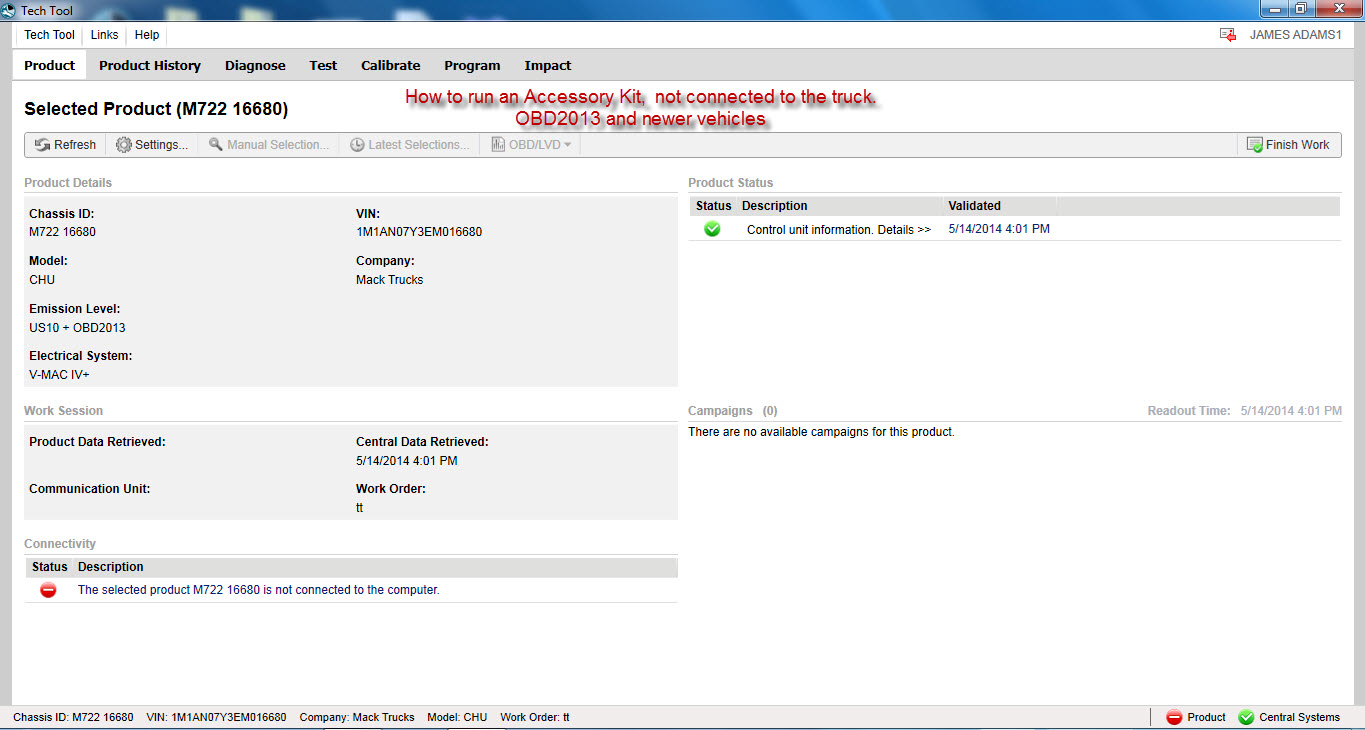 Tech Tool
Tech Tool Links Help JAMES ADAMS1
Product Product History Diagnose Test Calibrate Program Impact
How to run an Accessory Kit, not connected to the truck.
OBD2013 and newer vehicles
Selected Product (M722 16680)
Refresh Settings... Manual Selection... Latest Selections... OBD/LVD Finish Work
Product Details
Chassis ID: VIN:
M722 16680 1M1AN07Y3EM016680
Model: Company:
CHU Mack Trucks
Emission Level:
US10 + OBD2013
Electrical System:
V-MAC IV+
Product Status
Status Description Validated
Control unit information. Details >> 5/14/2014 4:01 PM
Work Session
Product Data Retrieved: Central Data Retrieved:
5/14/2014 4:01 PM
Communication Unit: Work Order:
tt
Campaigns (0) Readout Time: 5/14/2014 4:01 PM
There are no available campaigns for this product.
Connectivity
Status Description
The selected product M722 16680 is not connected to the computer.
Chassis ID: M722 16680 VIN: 1M1AN07Y3EM016680 Company: Mack Trucks Model: CHU Work Order: tt Product Central Systems